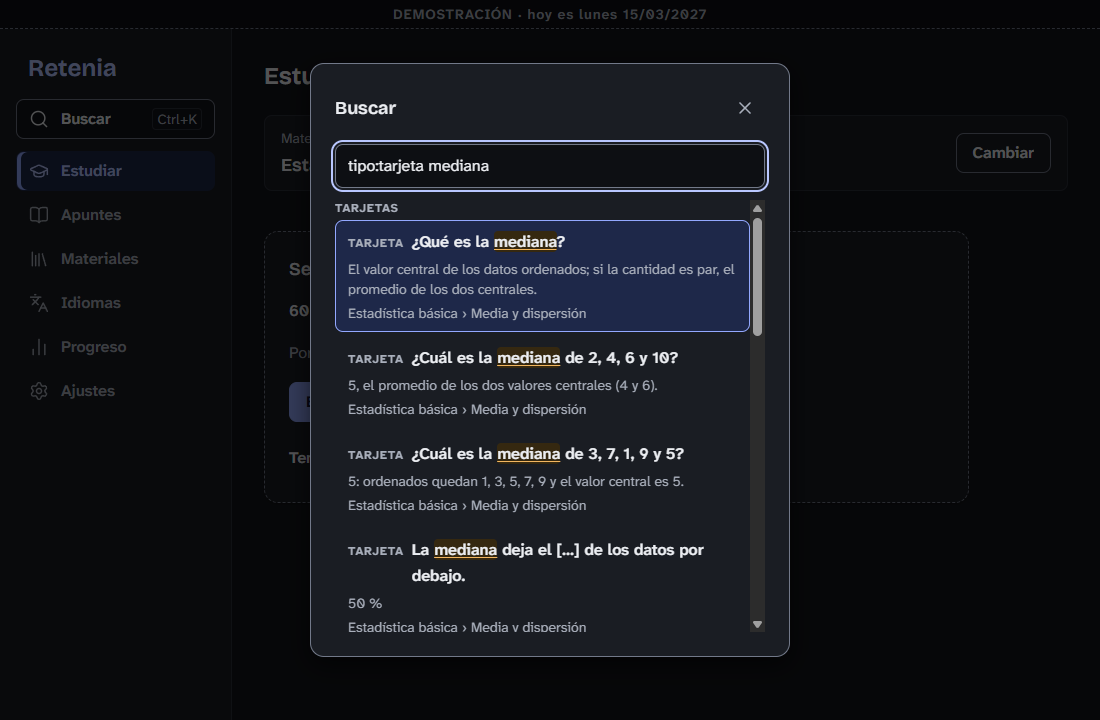 DEMOSTRACIÓN · hoy es lunes 15/03/2027
Retenia
Buscar Ctrl+K
Estudiar
Apuntes
Materiales
Idiomas
Progreso
Ajustes
Cambiar
Buscar
tipo:tarjeta mediana
TARJETAS
TARJETA ¿Qué es la mediana?
El valor central de los datos ordenados; si la cantidad es par, el
promedio de los dos centrales.
Estadística básica › Media y dispersión
TARJETA ¿Cuál es la mediana de 2, 4, 6 y 10?
5, el promedio de los dos valores centrales (4 y 6).
Estadística básica › Media y dispersión
TARJETA ¿Cuál es la mediana de 3, 7, 1, 9 y 5?
5: ordenados quedan 1, 3, 5, 7, 9 y el valor central es 5.
Estadística básica › Media y dispersión
TARJETA La mediana deja el [...] de los datos por
debajo.
50 %
Estadística básica › Media y dispersión